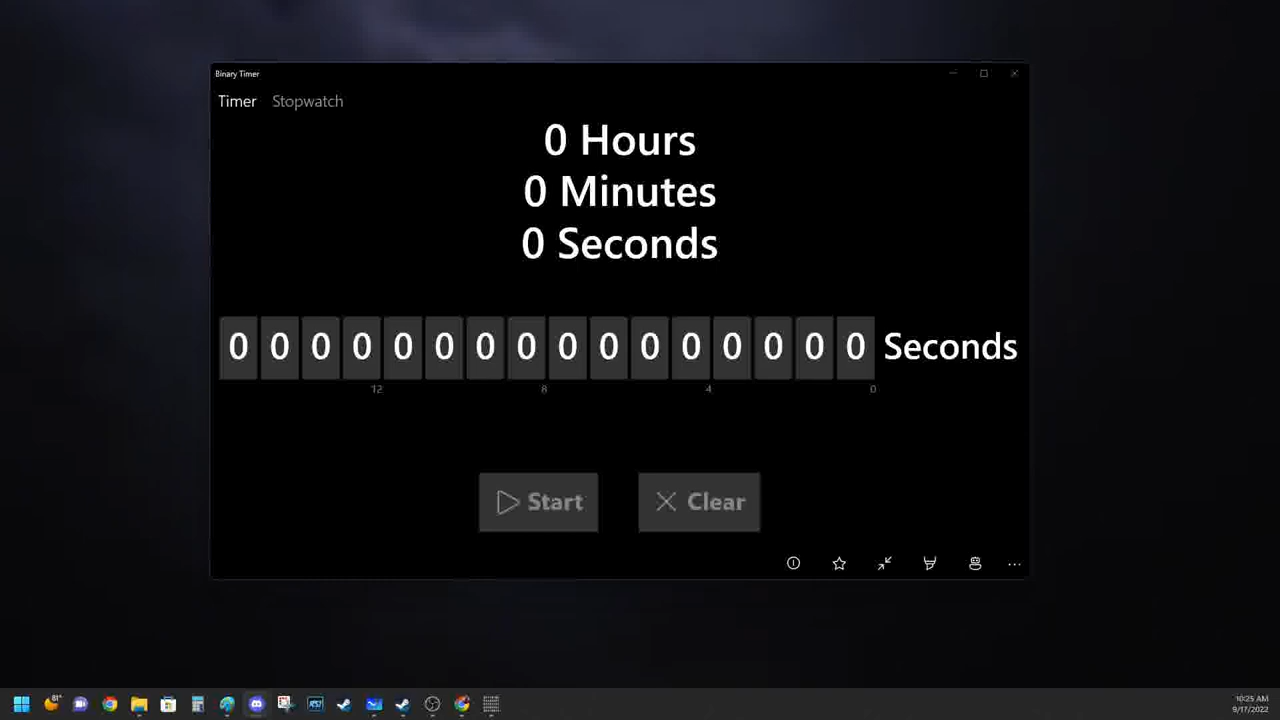 Binary Timer
Timer Stopwatch
0 Hours
0 Minutes
0 Seconds
0 0 0 0 0 0 0 0 0 0 0 0 0 0 0 0 Seconds
12 8 4 0
Start Clear
81°
10:25 AM
9/17/2022